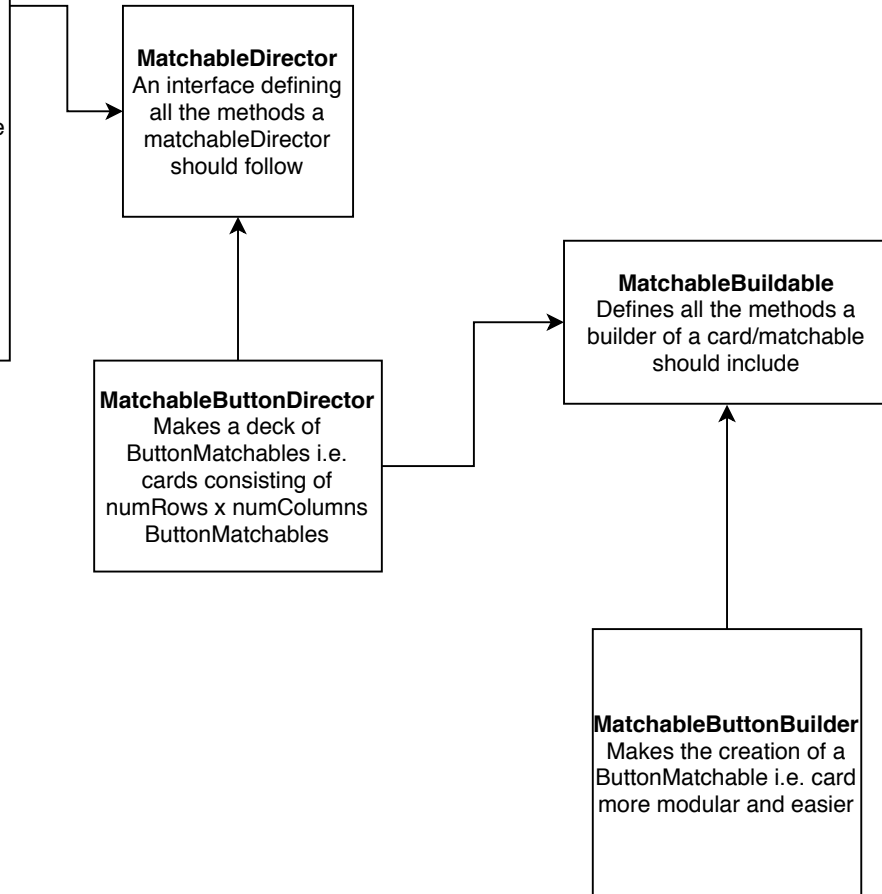 MatchableDirector
An interface defining
all the methods a
matchableDirector
should follow
e
MatchableBuildable
Defines all the methods a
builder of a card/matchable
should include
MatchableButtonDirector
Makes a deck of
ButtonMatchables i.e.
cards consisting of
numRows x numColumns
ButtonMatchables
MatchableButtonBuilder
Makes the creation of a
ButtonMatchable i.e. card
more modular and easier